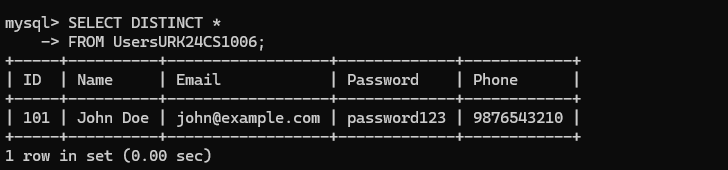 mysql> SELECT DISTINCT *
    -> FROM UsersURK24CS1006;
+-----+----------+------------------+-------------+------------+
| ID  | Name     | Email            | Password    | Phone      |
+-----+----------+------------------+-------------+------------+
| 101 | John Doe | john@example.com | password123 | 9876543210 |
+-----+----------+------------------+-------------+------------+
1 row in set (0.00 sec)